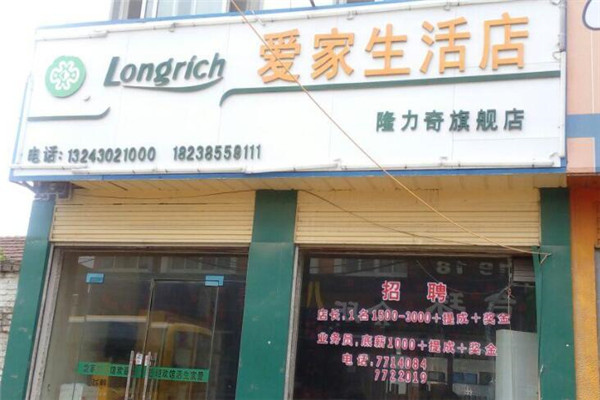 Longrich 爱家生活店
隆力奇旗舰店
电话:13243021000 18238558111
招聘
店长,1名1500-3000+提成+奖金
业务员,底薪1000+提成+奖金
电话:7714084
7722019